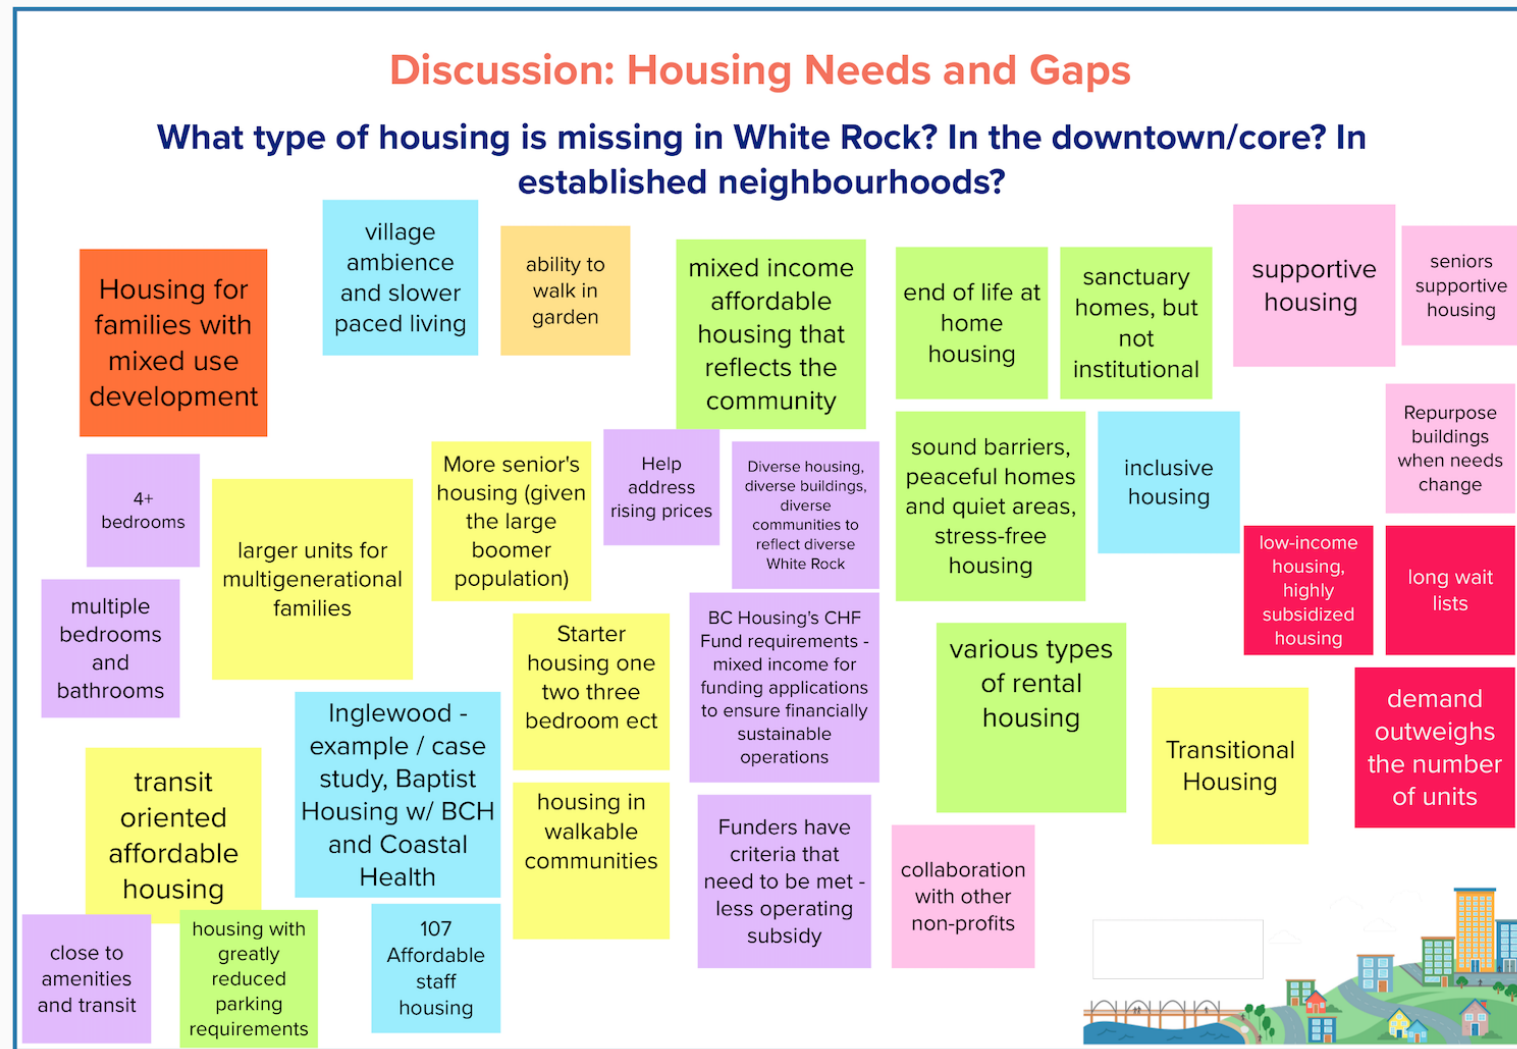 Discussion: Housing Needs and Gaps
What type of housing is missing in White Rock? In the downtown/core? In
established neighbourhoods?
Housing for
families with
mixed use
development
village
ambience
and slower
paced living
ability to
walk in
garden
mixed income
affordable
housing that
reflects the
community
end of life at
home
housing
sanctuary
homes, but
not
institutional
supportive
housing
seniors
supportive
housing
4+
bedrooms
larger units for
multigenerational
families
More senior's
housing (given
the large
boomer
population)
Help
address
rising prices
Diverse housing,
diverse buildings,
diverse
communities to
reflect diverse
White Rock
sound barriers,
peaceful homes
and quiet areas,
stress-free
housing
inclusive
housing
Repurpose
buildings
when needs
change
low-income
housing,
highly
subsidized
housing
long wait
lists
multiple
bedrooms
and
bathrooms
Inglewood -
example / case
study, Baptist
Housing w/ BCH
and Coastal
Health
Starter
housing one
two three
bedroom ect
BC Housing's CHF
Fund requirements -
mixed income for
funding applications
to ensure financially
sustainable
operations
various types
of rental
housing
Transitional
Housing
demand
outweighs
the number
of units
transit
oriented
affordable
housing
housing in
walkable
communities
Funders have
criteria that
need to be met -
less operating
subsidy
collaboration
with other
non-profits
close to
amenities
and transit
housing with
greatly
reduced
parking
requirements
107
Affordable
staff
housing